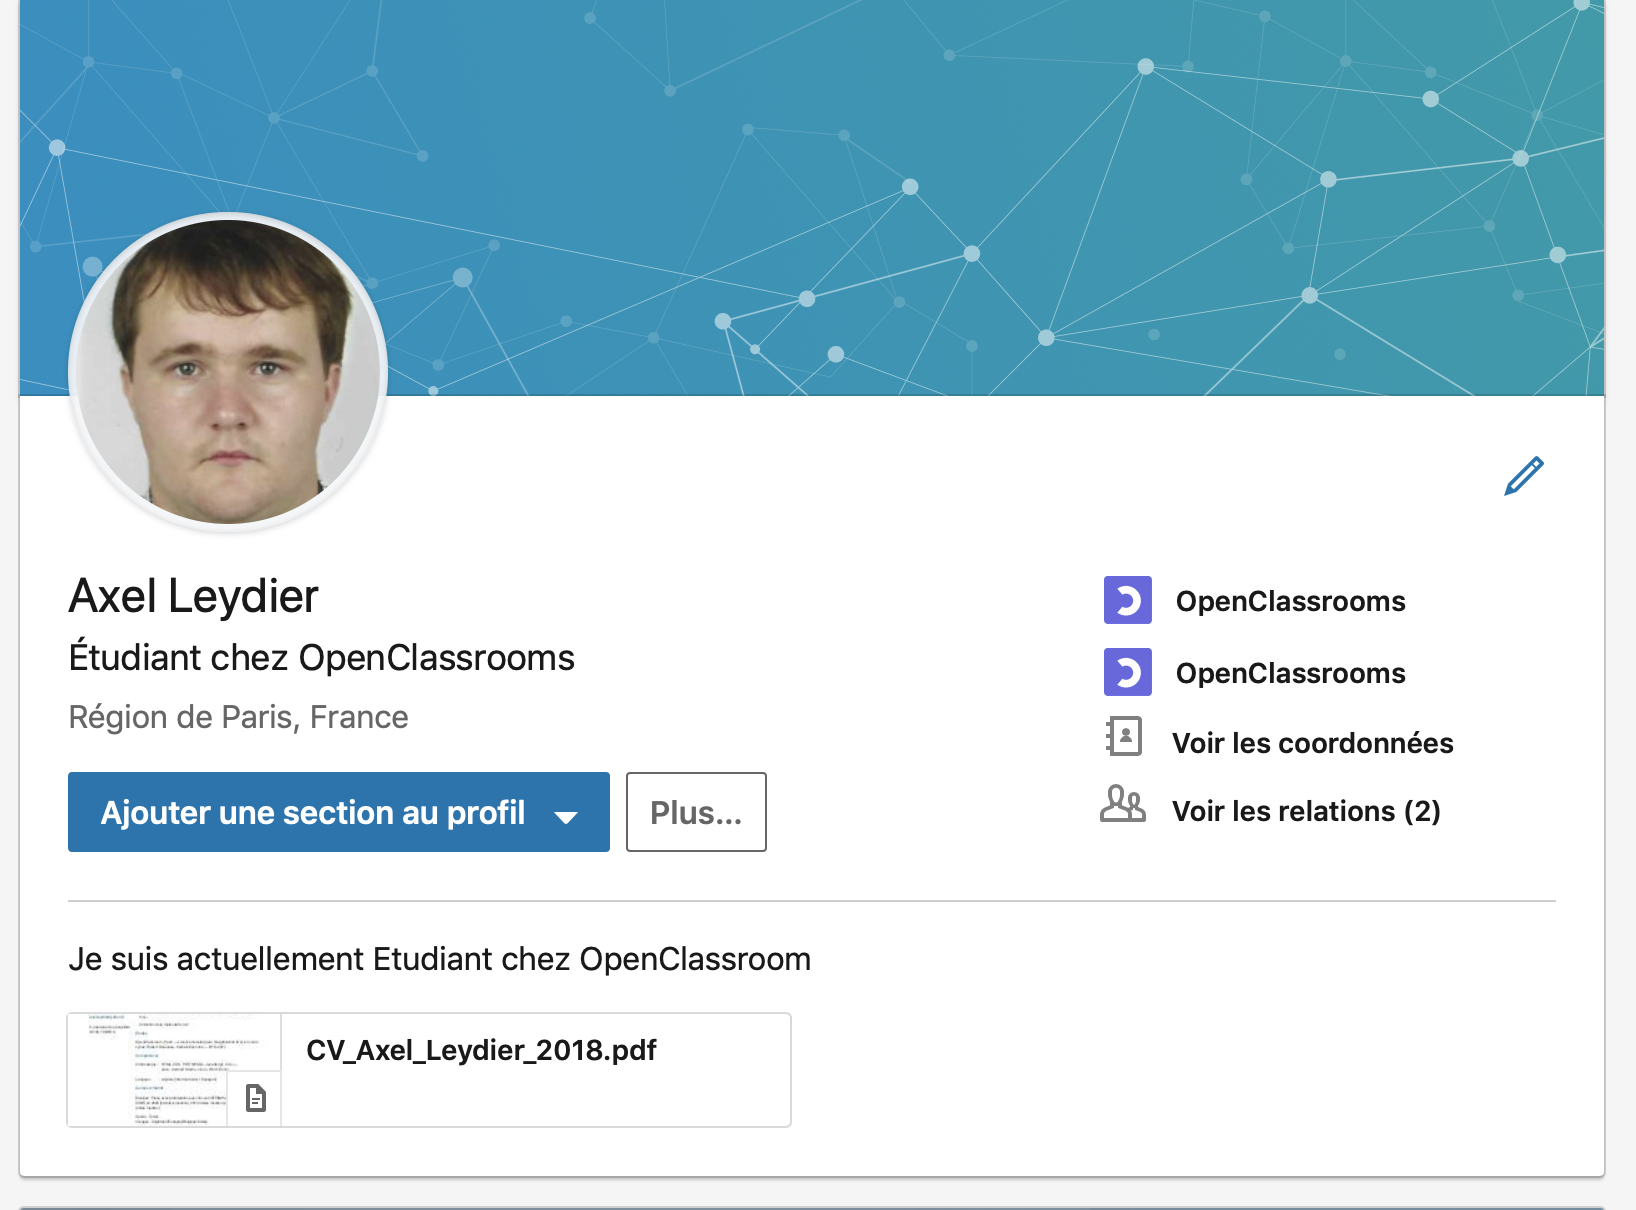 Axel Leydier
Étudiant chez OpenClassrooms
Région de Paris, France
Ajouter une section au profil
Plus...
OpenClassrooms
OpenClassrooms
Voir les coordonnées
Voir les relations (2)
Je suis actuellement Etudiant chez OpenClassroom
CV_Axel_Leydier_2018.pdf